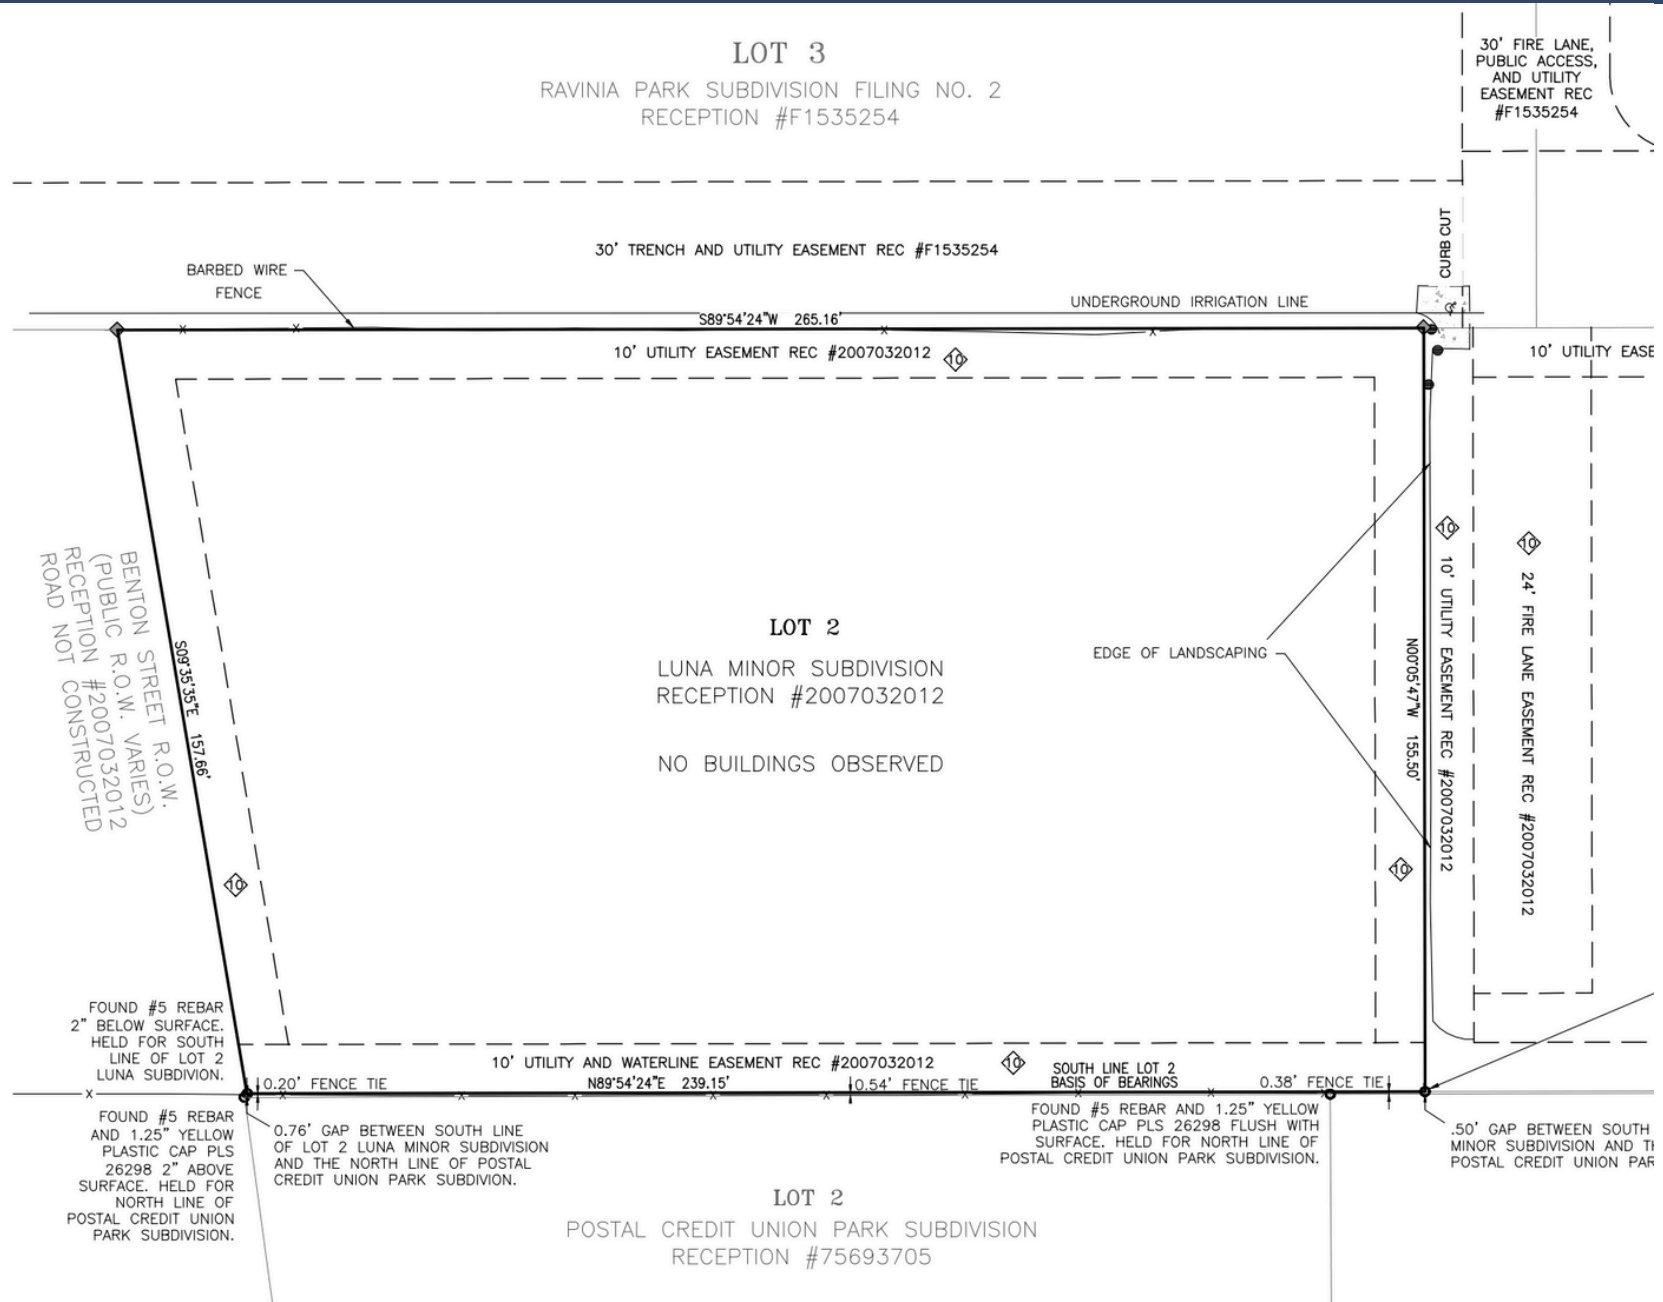 LOT 3
RAVINIA PARK SUBDIVISION FILING NO. 2
RECEPTION #F1535254
30' FIRE LANE,
PUBLIC ACCESS,
AND UTILITY
EASEMENT REC
#F1535254
30' TRENCH AND UTILITY EASEMENT REC #F1535254
CURB CUT
BARBED WIRE
FENCE
UNDERGROUND IRRIGATION LINE
S89°54'24"W 265.16'
10' UTILITY EASEMENT REC #2007032012
10
10' UTILITY EASE
BENTON STREET R.O.W.
(PUBLIC R.O.W. VARIES)
RECEPTION #2007032012
ROAD NOT CONSTRUCTED
S09°35'35"E 157.66'
10
LOT 2
LUNA MINOR SUBDIVISION
RECEPTION #2007032012
NO BUILDINGS OBSERVED
EDGE OF LANDSCAPING
N00°05'47"W 155.50'
10
10
10' UTILITY EASEMENT REC #2007032012
10
24' FIRE LANE EASEMENT REC #2007032012
FOUND #5 REBAR
2" BELOW SURFACE.
HELD FOR SOUTH
LINE OF LOT 2
LUNA SUBDIVION.
10' UTILITY AND WATERLINE EASEMENT REC #2007032012
10
SOUTH LINE LOT 2
BASIS OF BEARINGS
0.20' FENCE TIE
N89°54'24"E 239.15'
0.54' FENCE TIE
0.38' FENCE TIE
FOUND #5 REBAR
AND 1.25" YELLOW
PLASTIC CAP PLS
26298 2" ABOVE
SURFACE. HELD FOR
NORTH LINE OF
POSTAL CREDIT UNION
PARK SUBDIVISION.
0.76' GAP BETWEEN SOUTH LINE
OF LOT 2 LUNA MINOR SUBDIVISION
AND THE NORTH LINE OF POSTAL
CREDIT UNION PARK SUBDIVION.
FOUND #5 REBAR AND 1.25" YELLOW
PLASTIC CAP PLS 26298 FLUSH WITH
SURFACE. HELD FOR NORTH LINE OF
POSTAL CREDIT UNION PARK SUBDIVISION.
.50' GAP BETWEEN SOUTH
MINOR SUBDIVISION AND TH
POSTAL CREDIT UNION PAR
LOT 2
POSTAL CREDIT UNION PARK SUBDIVISION
RECEPTION #75693705